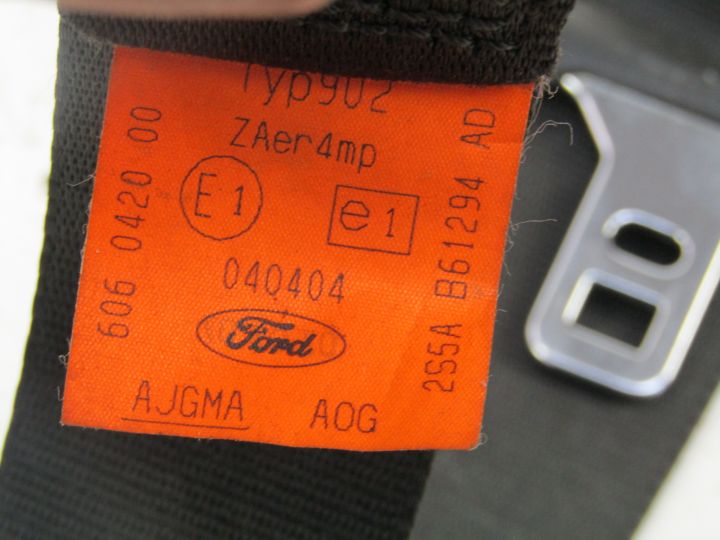 Typ902
ZAer4mp
E1
e1
040404
Ford
AJGMA AOG
606 0420 00
2S5A B61294 AD